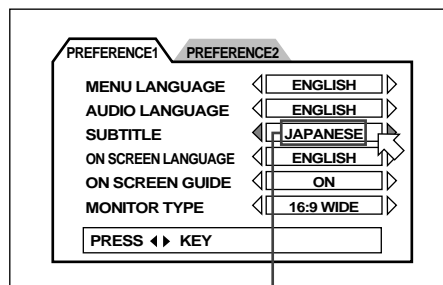 PREFERENCE1 PREFERENCE2
MENU LANGUAGE ENGLISH
AUDIO LANGUAGE ENGLISH
SUBTITLE JAPANESE
ON SCREEN LANGUAGE ENGLISH
ON SCREEN GUIDE ON
MONITOR TYPE 16:9 WIDE
PRESS ◀ ▶ KEY